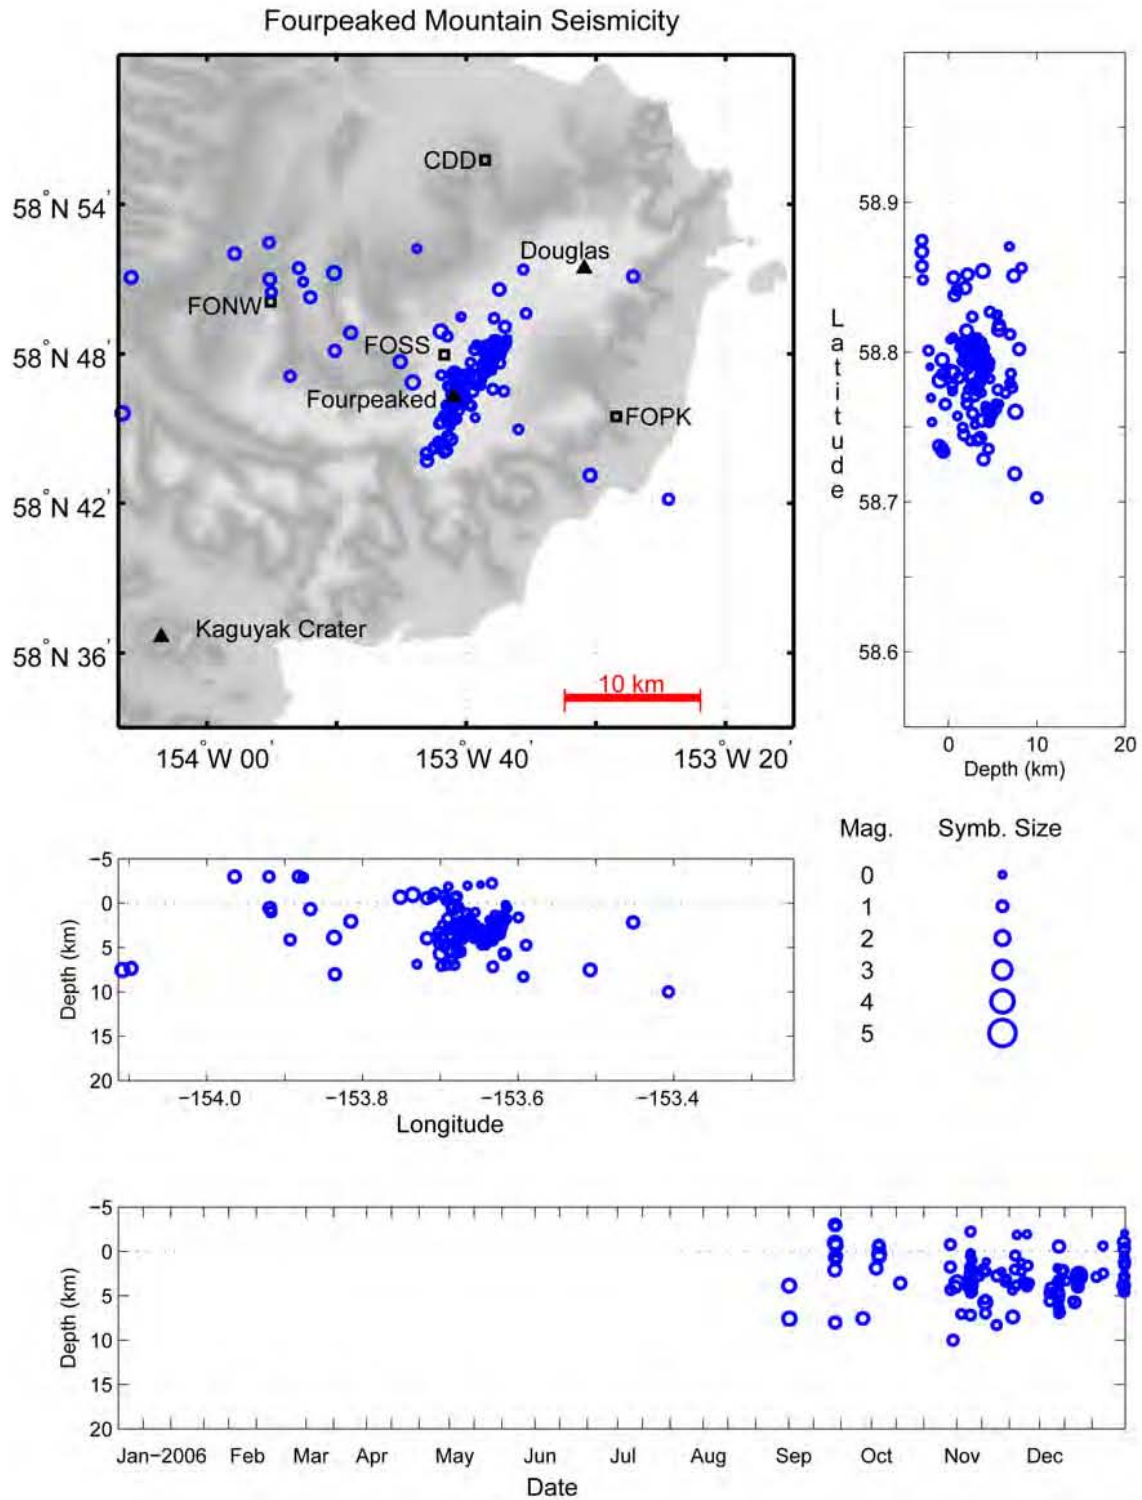 Fourpeaked Mountain Seismicity
CDD
58°N 54'
58.9
Douglas
FONW
FOSS
58°N 48'
58.8
Latitude
Fourpeaked
FOPK
58°N 42'
58.7
Kaguyak Crater
58°N 36'
58.6
10 km
154°W 00' 153°W 40' 153°W 20'
0 10 20
Depth (km)
Mag. Symb. Size
0
1
2
3
4
5
−5
0
5
10
15
20
Depth (km)
−154.0 −153.8 −153.6 −153.4
Longitude
−5
0
5
10
15
20
Depth (km)
Jan−2006 Feb Mar Apr May Jun Jul Aug Sep Oct Nov Dec
Date